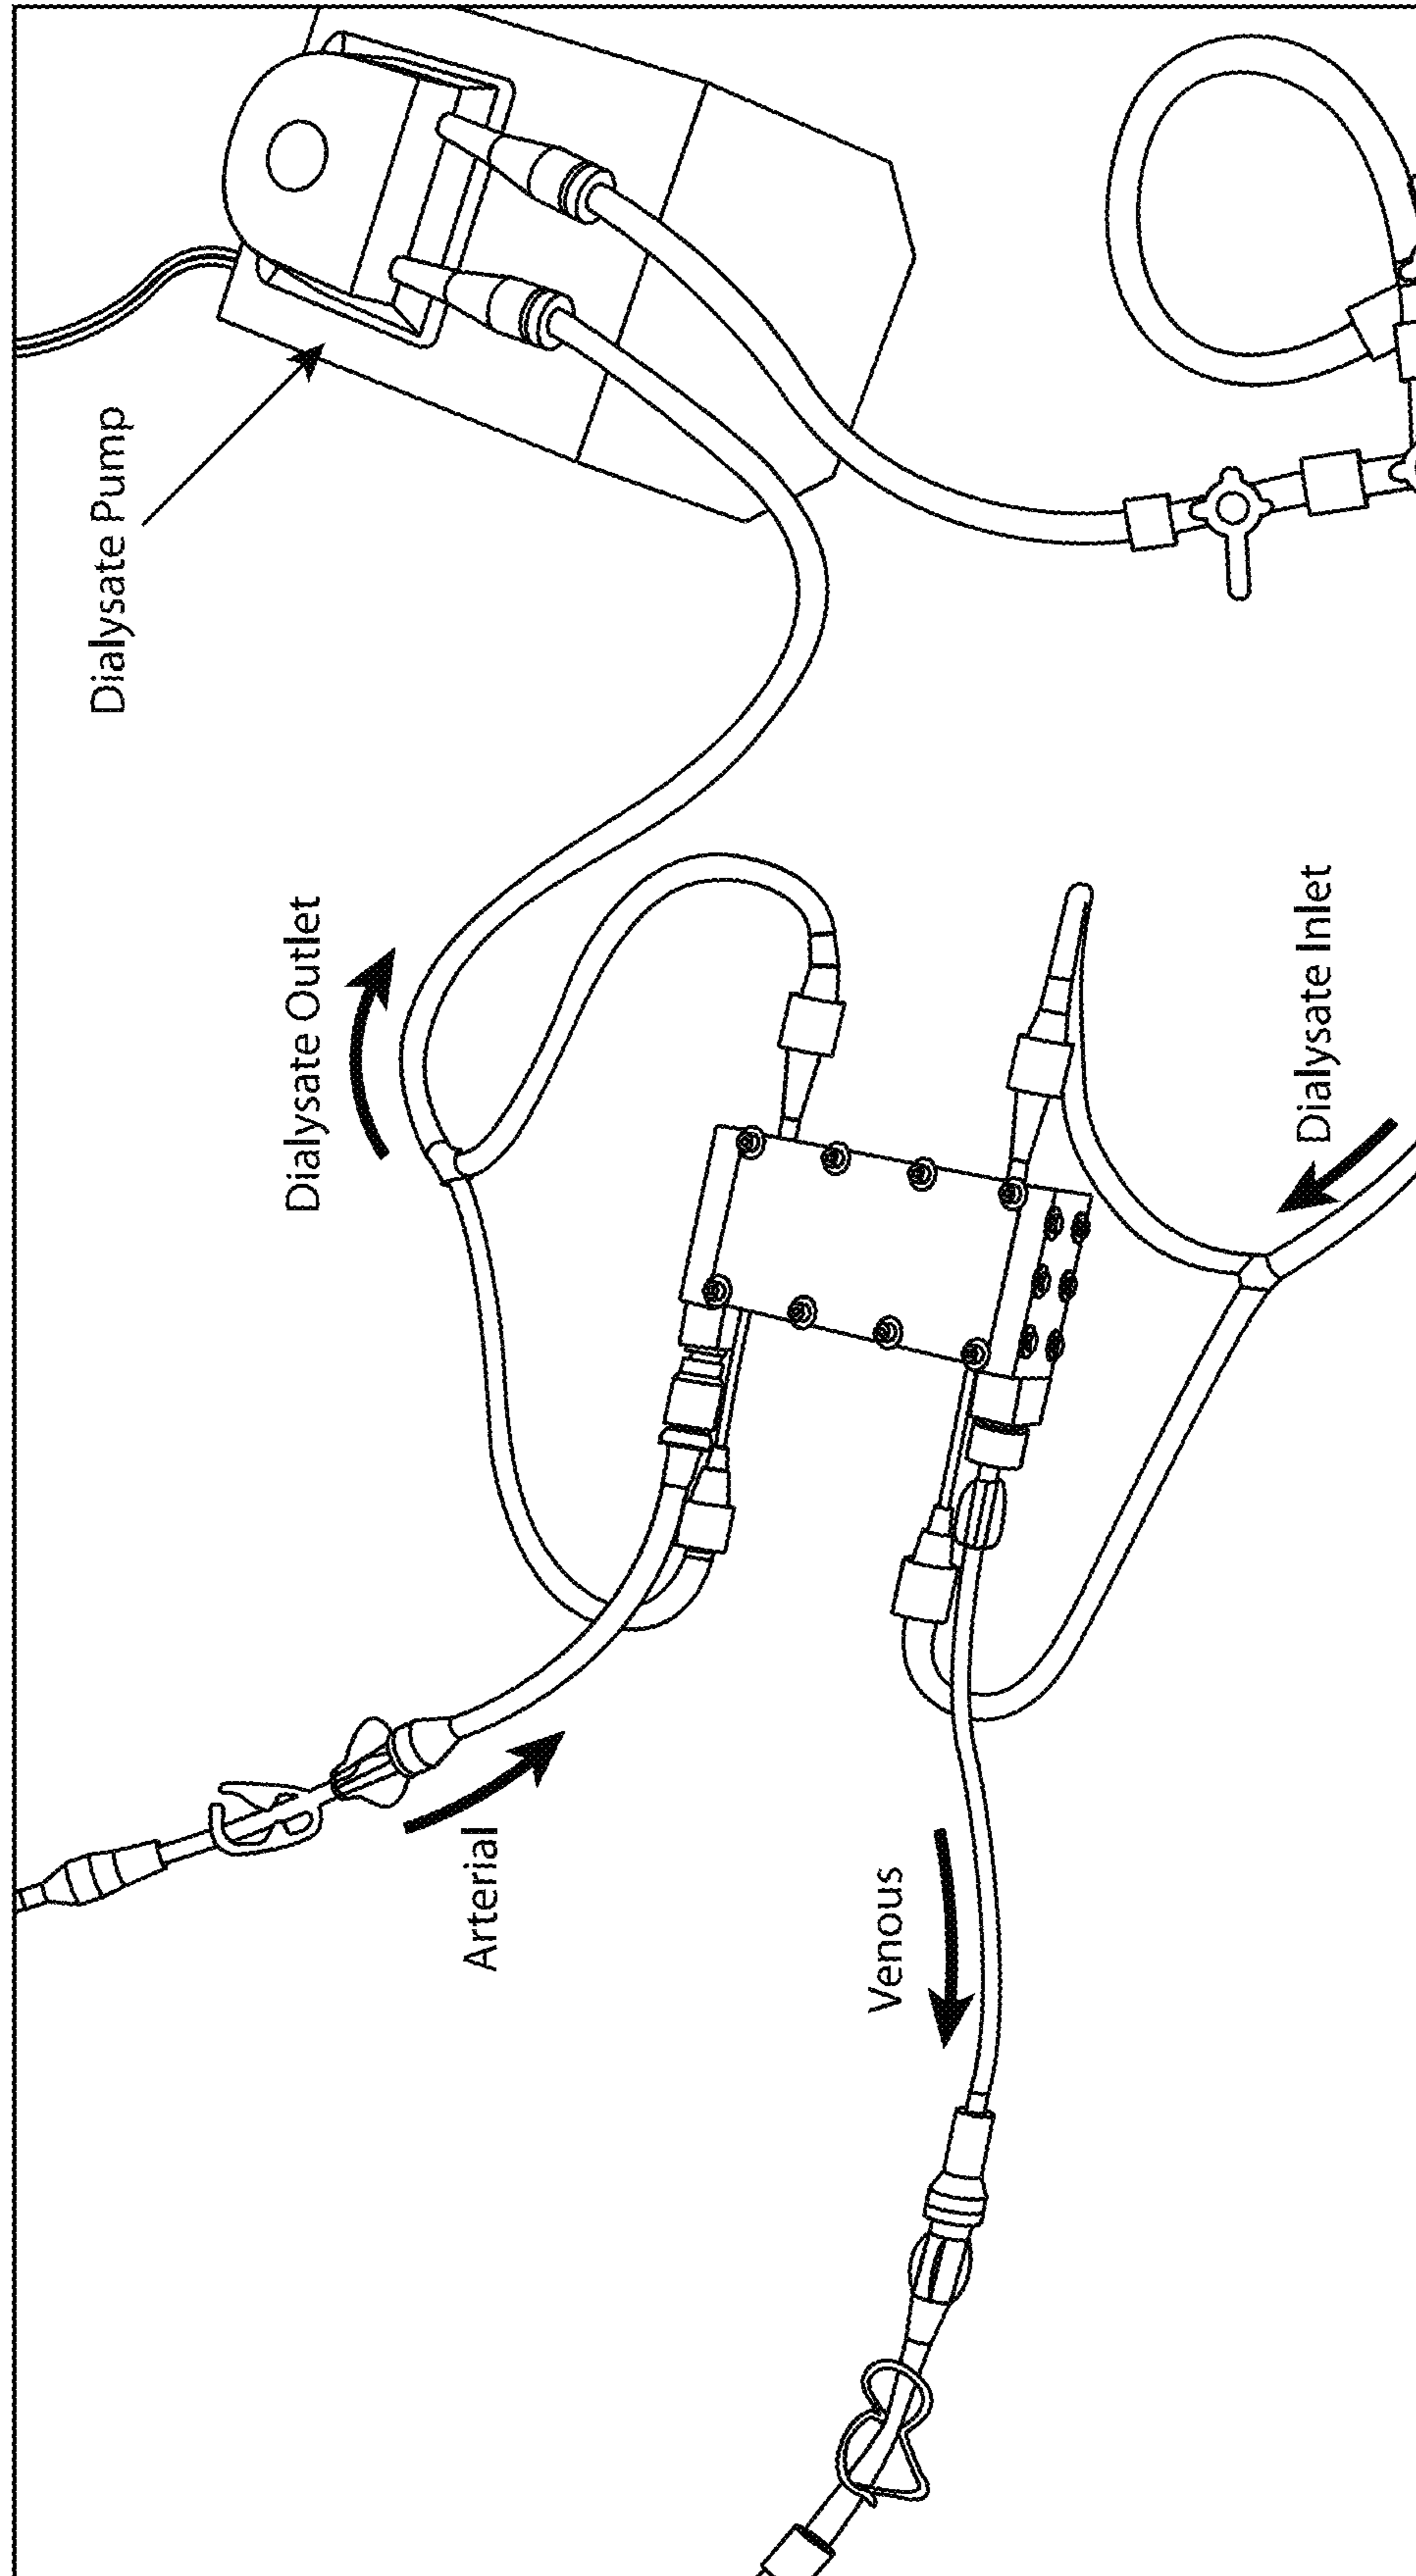 Dialysate Pump
Dialysate Outlet
Dialysate Inlet
Arterial
Venous